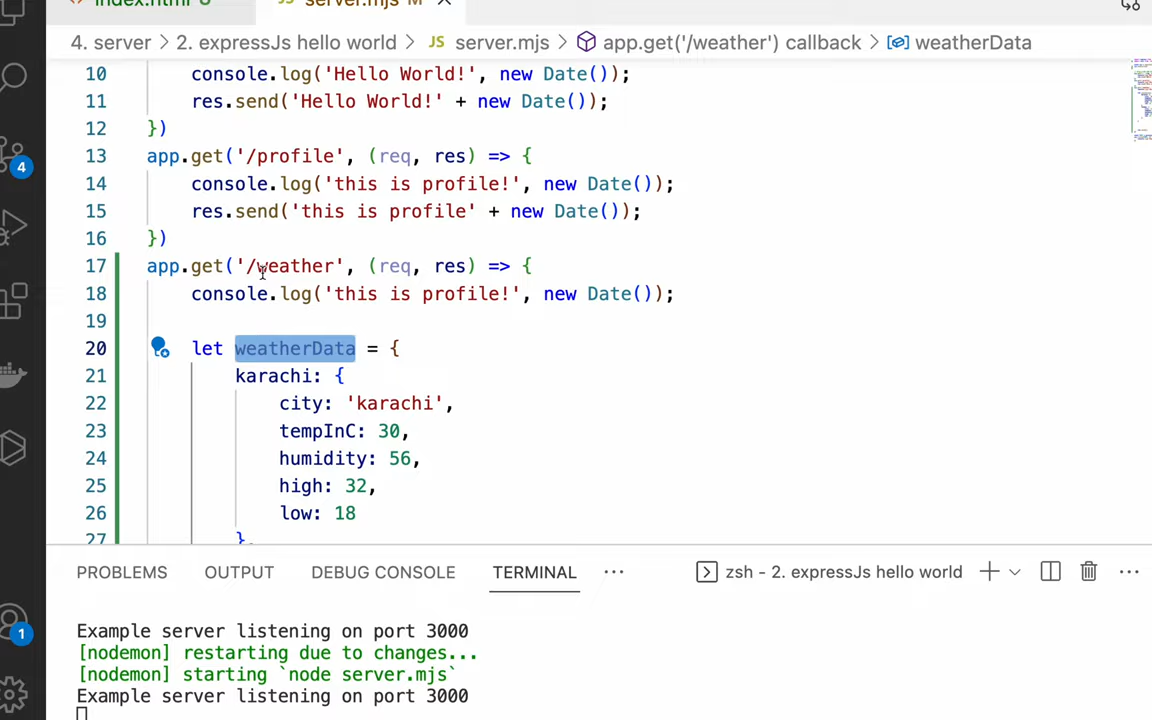 index.html
server.mjs M
4. server > 2. expressJs hello world > JS server.mjs > app.get('/weather') callback > weatherData
10 console.log('Hello World!', new Date());
11 res.send('Hello World!' + new Date());
12 })
13 app.get('/profile', (req, res) => {
14 console.log('this is profile!', new Date());
15 res.send('this is profile' + new Date());
16 })
17 app.get('/weather', (req, res) => {
18 console.log('this is profile!', new Date());
19
20 let weatherData = {
21 karachi: {
22 city: 'karachi',
23 tempInC: 30,
24 humidity: 56,
25 high: 32,
26 low: 18
27 }
4
1
PROBLEMS OUTPUT DEBUG CONSOLE TERMINAL ··· zsh - 2. expressJs hello world
Example server listening on port 3000
[nodemon] restarting due to changes...
[nodemon] starting `node server.mjs`
Example server listening on port 3000